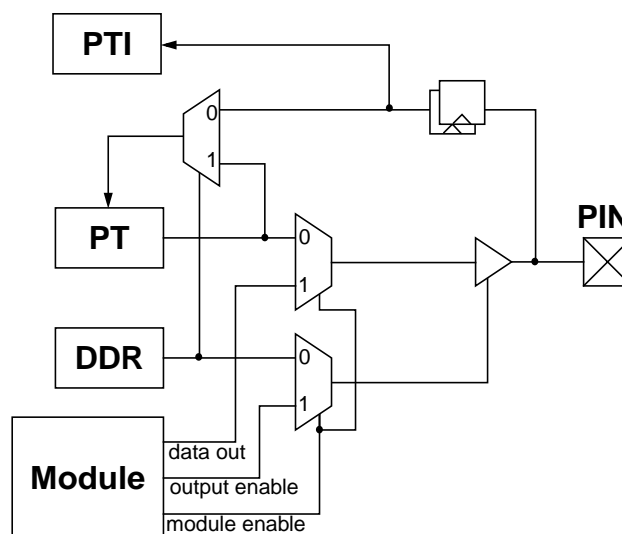 PTI
0
1
PT
PIN
0
1
DDR
0
1
Module
data out
output enable
module enable